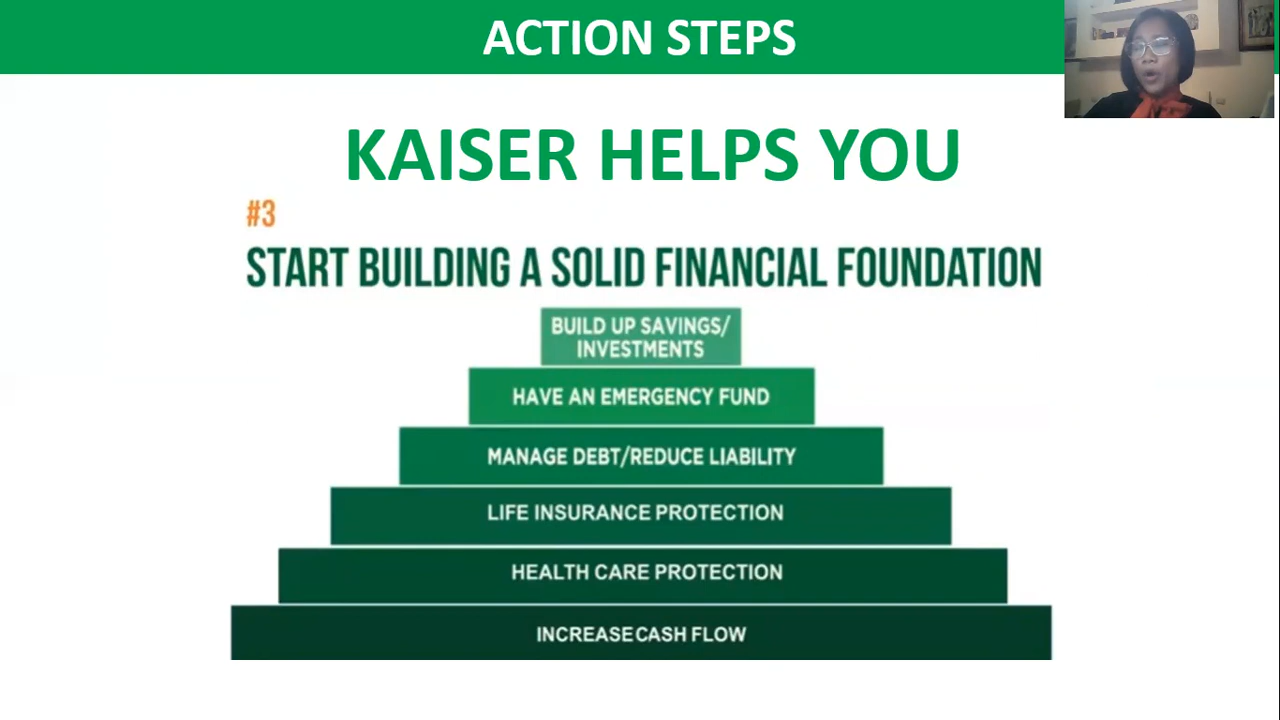 ACTION STEPS
KAISER HELPS YOU
#3
START BUILDING A SOLID FINANCIAL FOUNDATION
BUILD UP SAVINGS/
INVESTMENTS
HAVE AN EMERGENCY FUND
MANAGE DEBT/REDUCE LIABILITY
LIFE INSURANCE PROTECTION
HEALTH CARE PROTECTION
INCREASE CASH FLOW